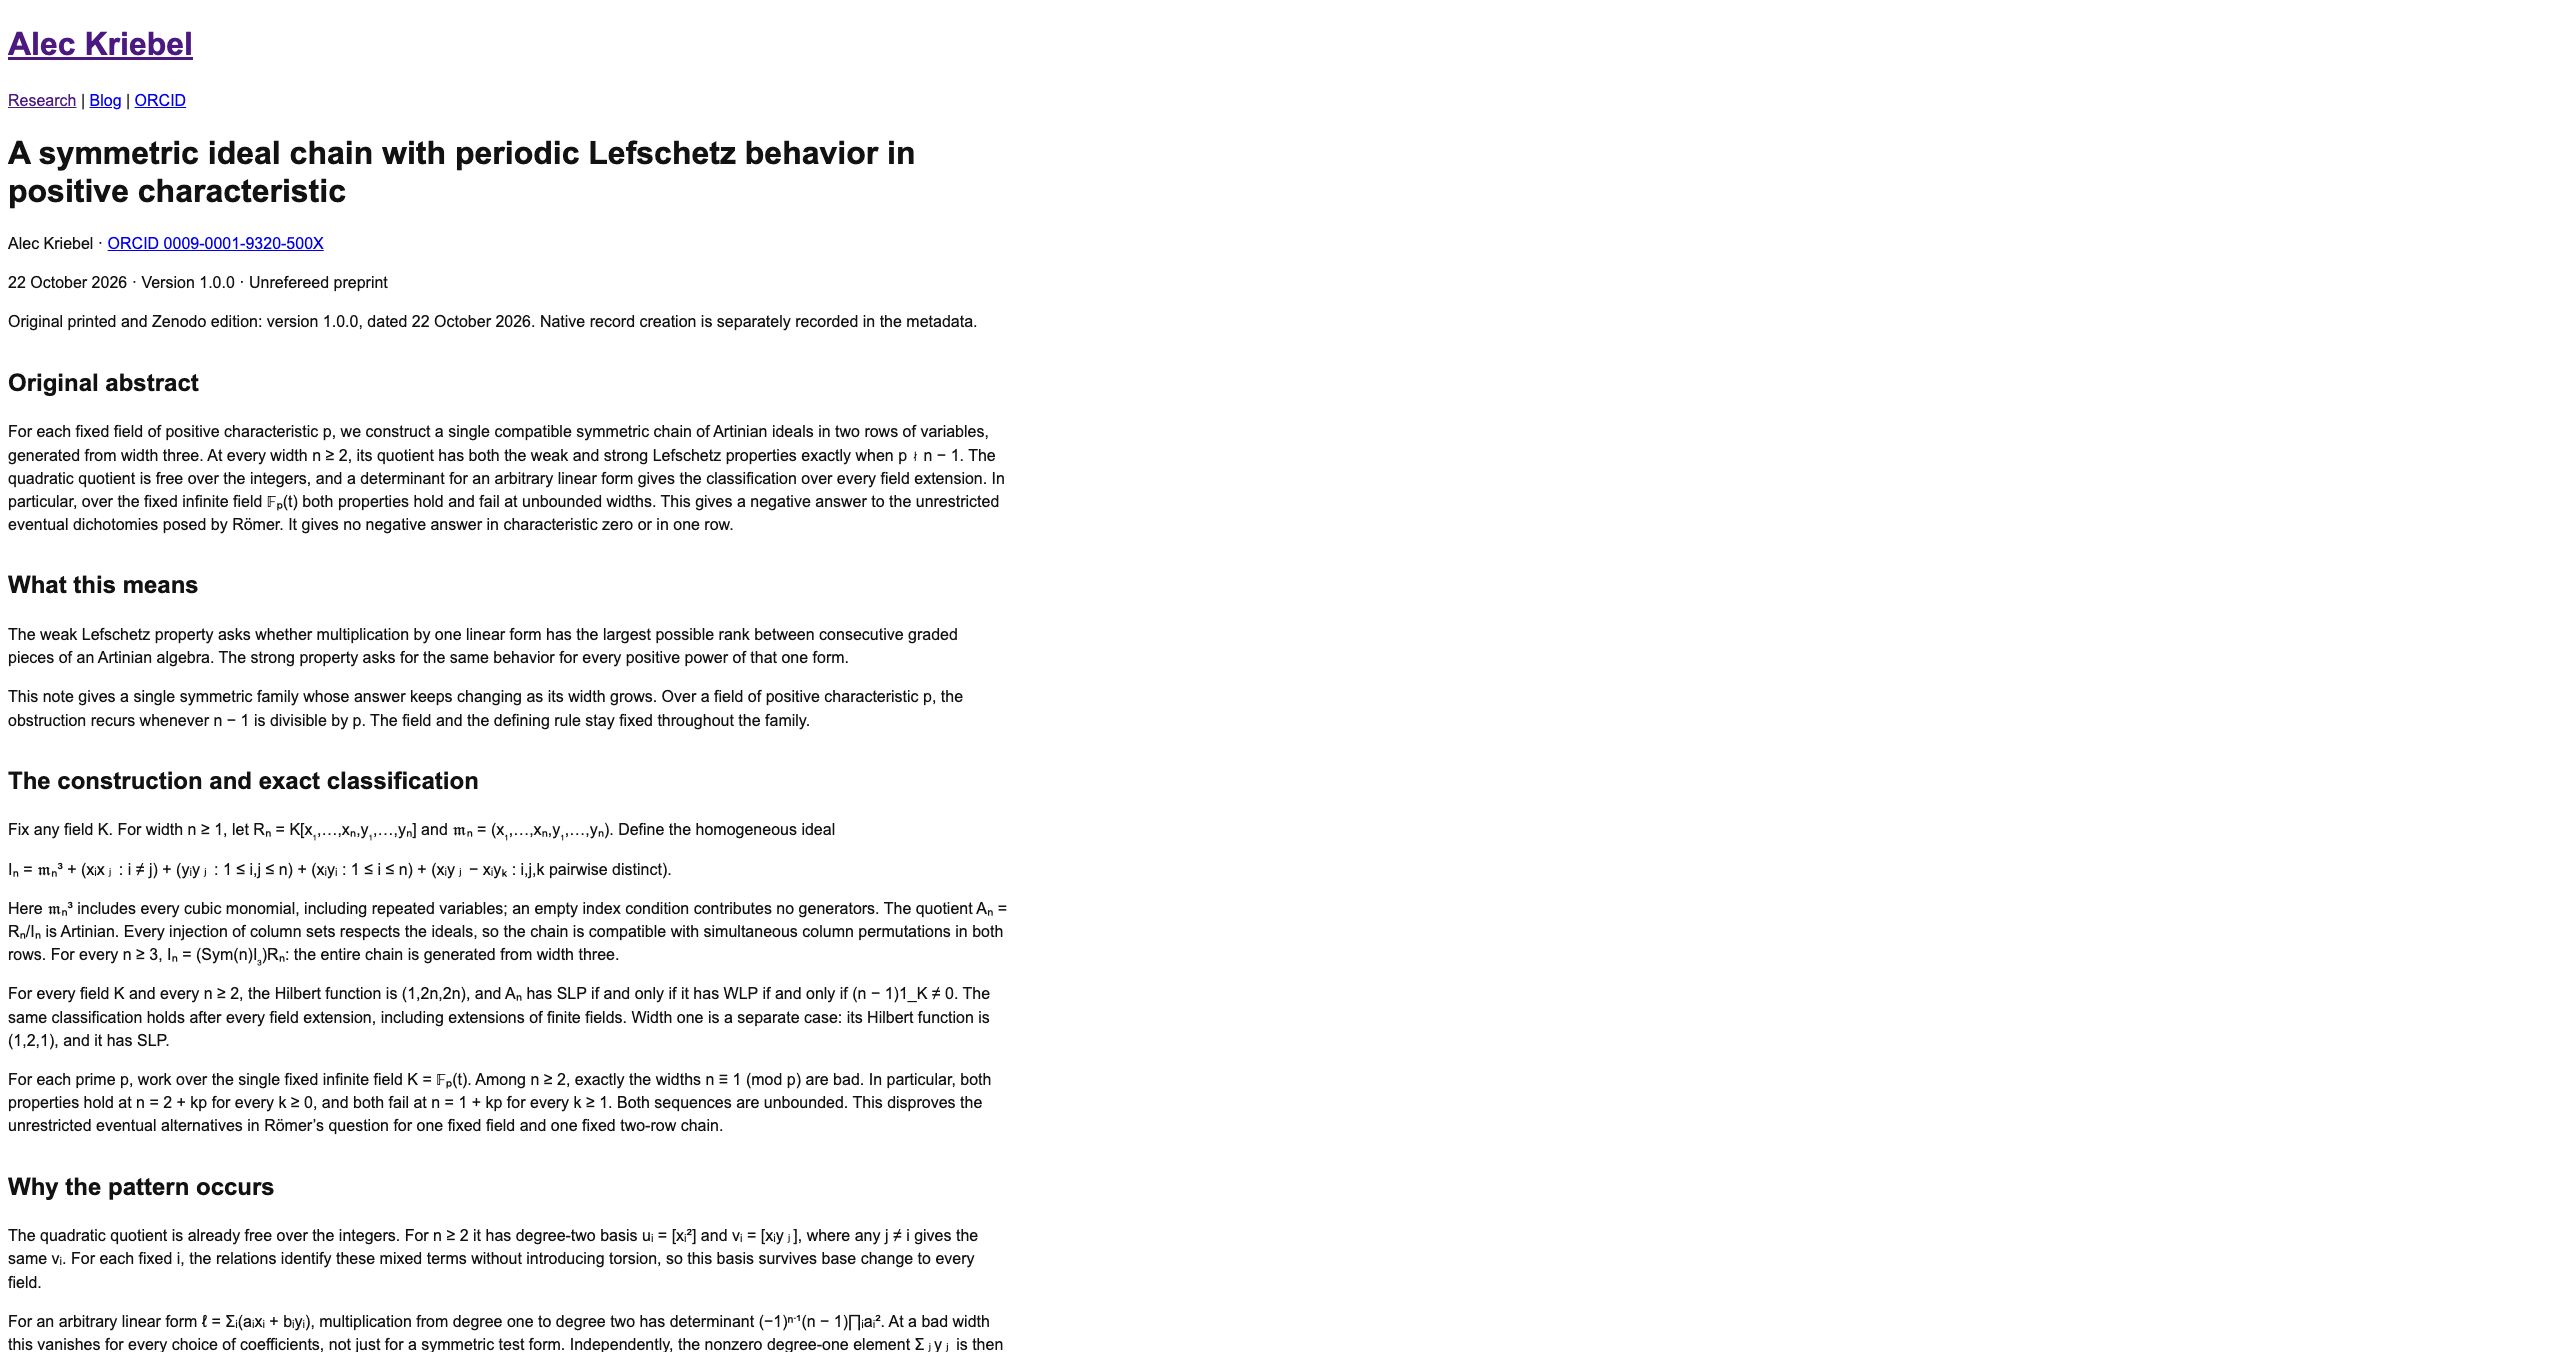 Alec Kriebel
Research | Blog | ORCID
A symmetric ideal chain with periodic Lefschetz behavior in
positive characteristic
Alec Kriebel · ORCID 0009-0001-9320-500X
22 October 2026 · Version 1.0.0 · Unrefereed preprint
Original printed and Zenodo edition: version 1.0.0, dated 22 October 2026. Native record creation is separately recorded in the metadata.
Original abstract
For each fixed field of positive characteristic p, we construct a single compatible symmetric chain of Artinian ideals in two rows of variables,
generated from width three. At every width n ≥ 2, its quotient has both the weak and strong Lefschetz properties exactly when p ∤ n − 1. The
quadratic quotient is free over the integers, and a determinant for an arbitrary linear form gives the classification over every field extension. In
particular, over the fixed infinite field 𝔽ₚ(t) both properties hold and fail at unbounded widths. This gives a negative answer to the unrestricted
eventual dichotomies posed by Römer. It gives no negative answer in characteristic zero or in one row.
What this means
The weak Lefschetz property asks whether multiplication by one linear form has the largest possible rank between consecutive graded
pieces of an Artinian algebra. The strong property asks for the same behavior for every positive power of that one form.
This note gives a single symmetric family whose answer keeps changing as its width grows. Over a field of positive characteristic p, the
obstruction recurs whenever n − 1 is divisible by p. The field and the defining rule stay fixed throughout the family.
The construction and exact classification
Fix any field K. For width n ≥ 1, let Rₙ = K[x₁,…,xₙ,y₁,…,yₙ] and 𝔪ₙ = (x₁,…,xₙ,y₁,…,yₙ). Define the homogeneous ideal
Iₙ = 𝔪ₙ³ + (xᵢxⱼ : i ≠ j) + (yᵢyⱼ : 1 ≤ i,j ≤ n) + (xᵢyᵢ : 1 ≤ i ≤ n) + (xᵢyⱼ − xᵢyₖ : i,j,k pairwise distinct).
Here 𝔪ₙ³ includes every cubic monomial, including repeated variables; an empty index condition contributes no generators. The quotient Aₙ =
Rₙ/Iₙ is Artinian. Every injection of column sets respects the ideals, so the chain is compatible with simultaneous column permutations in both
rows. For every n ≥ 3, Iₙ = (Sym(n)I₃)Rₙ: the entire chain is generated from width three.
For every field K and every n ≥ 2, the Hilbert function is (1,2n,2n), and Aₙ has SLP if and only if it has WLP if and only if (n − 1)1_K ≠ 0. The
same classification holds after every field extension, including extensions of finite fields. Width one is a separate case: its Hilbert function is
(1,2,1), and it has SLP.
For each prime p, work over the single fixed infinite field K = 𝔽ₚ(t). Among n ≥ 2, exactly the widths n ≡ 1 (mod p) are bad. In particular, both
properties hold at n = 2 + kp for every k ≥ 0, and both fail at n = 1 + kp for every k ≥ 1. Both sequences are unbounded. This disproves the
unrestricted eventual alternatives in Römer’s question for one fixed field and one fixed two-row chain.
Why the pattern occurs
The quadratic quotient is already free over the integers. For n ≥ 2 it has degree-two basis uᵢ = [xᵢ²] and vᵢ = [xᵢyⱼ], where any j ≠ i gives the
same vᵢ. For each fixed i, the relations identify these mixed terms without introducing torsion, so this basis survives base change to every
field.
For an arbitrary linear form ℓ = Σᵢ(aᵢxᵢ + bᵢyᵢ), multiplication from degree one to degree two has determinant (−1)ⁿ⁻¹(n − 1)∏ᵢaᵢ². At a bad width
this vanishes for every choice of coefficients, not just for a symmetric test form. Independently, the nonzero degree-one element Σⱼyⱼ is then